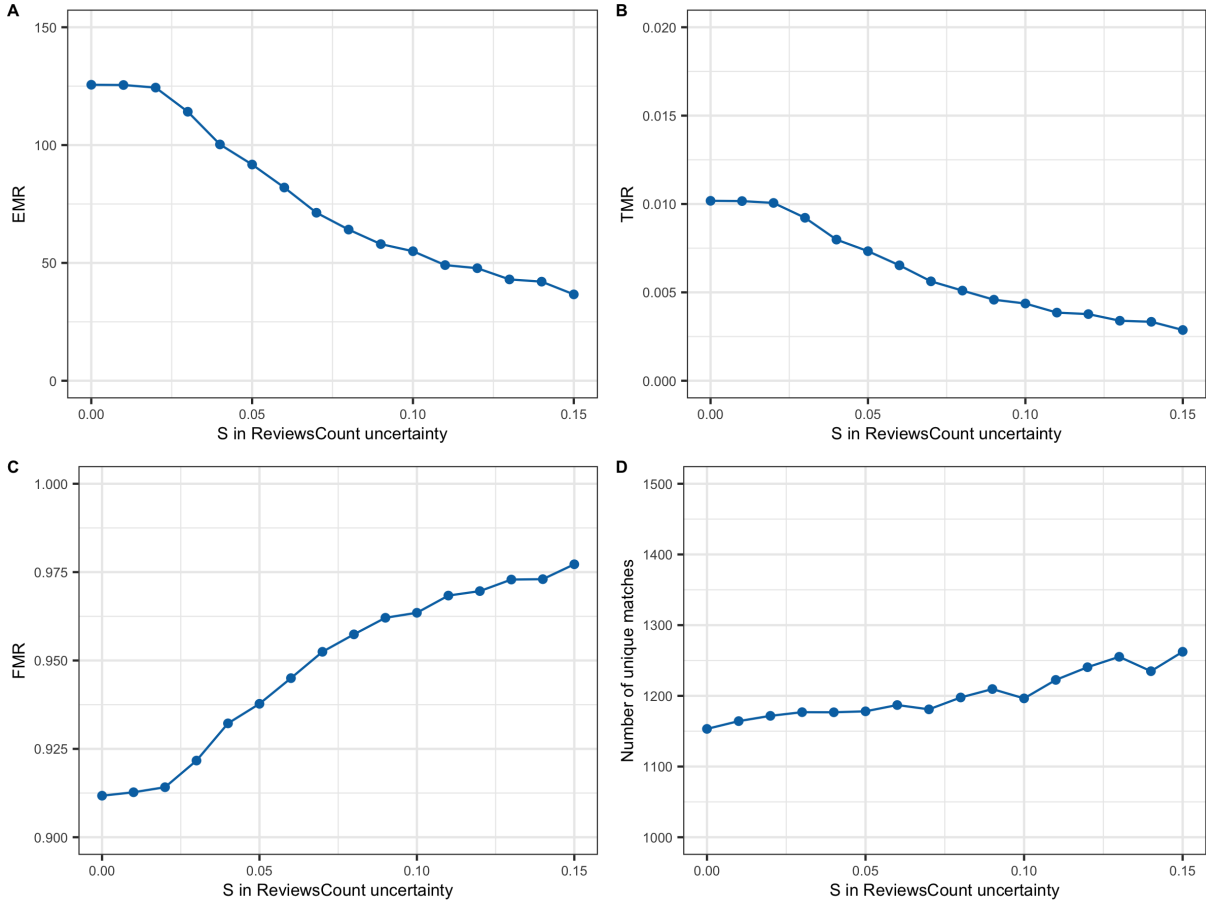 A
150
100
50
0
EMR
0.00 0.05 0.10 0.15
S in ReviewsCount uncertainty
B
0.020
0.015
0.010
0.005
0.000
TMR
0.00 0.05 0.10 0.15
S in ReviewsCount uncertainty
C
1.000
0.975
0.950
0.925
0.900
FMR
0.00 0.05 0.10 0.15
S in ReviewsCount uncertainty
D
1500
1400
1300
1200
1100
1000
Number of unique matches
0.00 0.05 0.10 0.15
S in ReviewsCount uncertainty